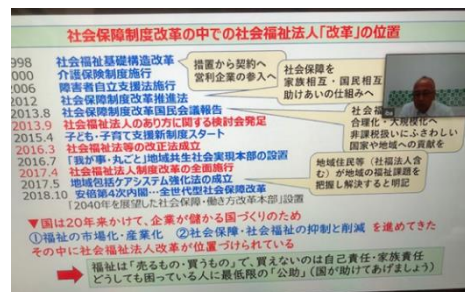 社会保障制度改革の中での社会福祉法人「改革」の位置
998 社会福祉基礎構造改革
000 介護保険制度施行
006 障害者自立支援法施行
2012 社会保障制度改革推進法
2013.8 社会保障制度改革国民会議報告
2013.9 社会福祉法人のあり方に関する検討会発足
2015.4 子ども・子育て支援新制度スタート
2016.3 社会福祉法等の改正法成立
2016.7 「我が事・丸ごと」地域共生社会実現本部の設置
2017.4 社会福祉法人制度改革の全面施行
2017.5 地域包括ケアシステム強化法の成立
2018.10 安倍第4次内閣…全世代型社会保障改革
「2040年を展望した社会保障・働き方改革本部」設置
措置から契約へ
営利企業の参入へ
社会保障を
家族相互・国民相互
助けあいの仕組みへ
社会福
合理化・大規模化へ
非課税扱いにふさわしい
国家や地域への貢献を
地域住民等（社福法人含
む）が地域の福祉課題を
把握し解決すると明記
▼国は20年来かけて、企業が儲かる国づくりのため
①福祉の市場化・産業化 ②社会保障・社会福祉の抑制と削減 を進めてきた
その中に社会福祉法人改革が位置づけられている
福祉は「売るもの・買うもの」で、買えないのは自己責任・家族責任
どうしても困っている人に最低限の「公助」（国が助けてあげましょう）